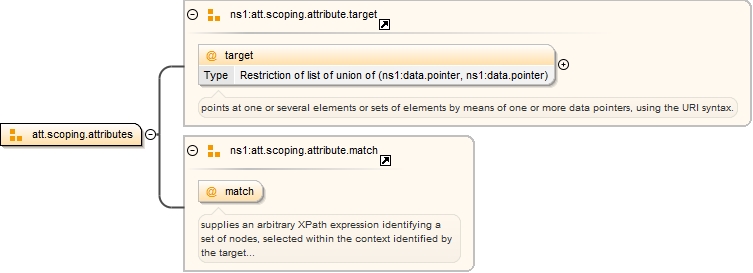 ns1:att.scoping.attribute.target
@ target
Type Restriction of list of union of (ns1:data.pointer, ns1:data.pointer)
points at one or several elements or sets of elements by means of one or more data pointers, using the URI syntax.
att.scoping.attributes
ns1:att.scoping.attribute.match
@ match
supplies an arbitrary XPath expression identifying a
set of nodes, selected within the context identified by
the target...